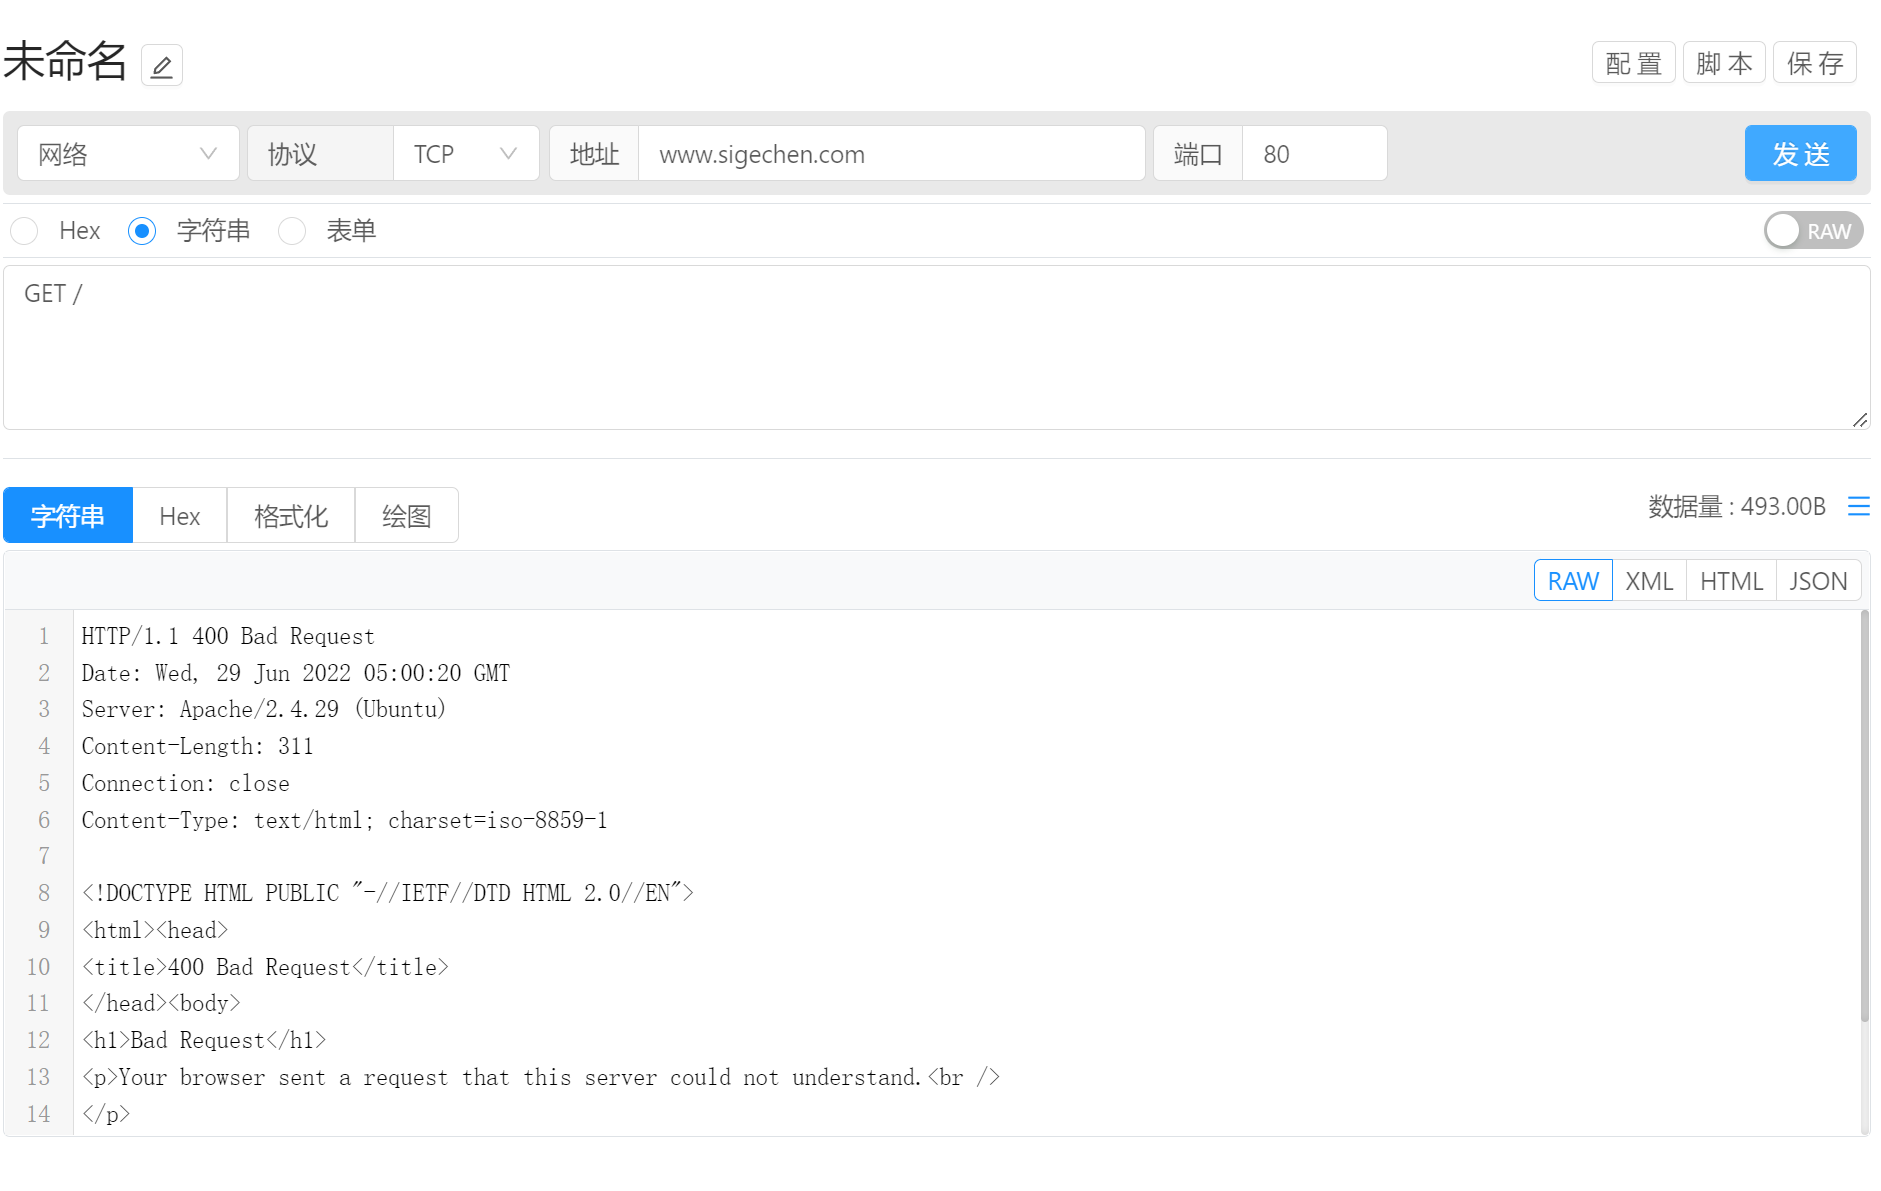 未命名
配 置 脚 本 保 存
网络 协议 TCP 地址 www.sigechen.com 端口 80 发 送
Hex 字符串 表单 RAW
GET /
字符串 Hex 格式化 绘图 数据量 : 493.00B
RAW XML HTML JSON
1 HTTP/1.1 400 Bad Request
2 Date: Wed, 29 Jun 2022 05:00:20 GMT
3 Server: Apache/2.4.29 (Ubuntu)
4 Content-Length: 311
5 Connection: close
6 Content-Type: text/html; charset=iso-8859-1
7
8 <!DOCTYPE HTML PUBLIC "-//IETF//DTD HTML 2.0//EN">
9 <html><head>
10 <title>400 Bad Request</title>
11 </head><body>
12 <h1>Bad Request</h1>
13 <p>Your browser sent a request that this server could not understand.<br />
14 </p>